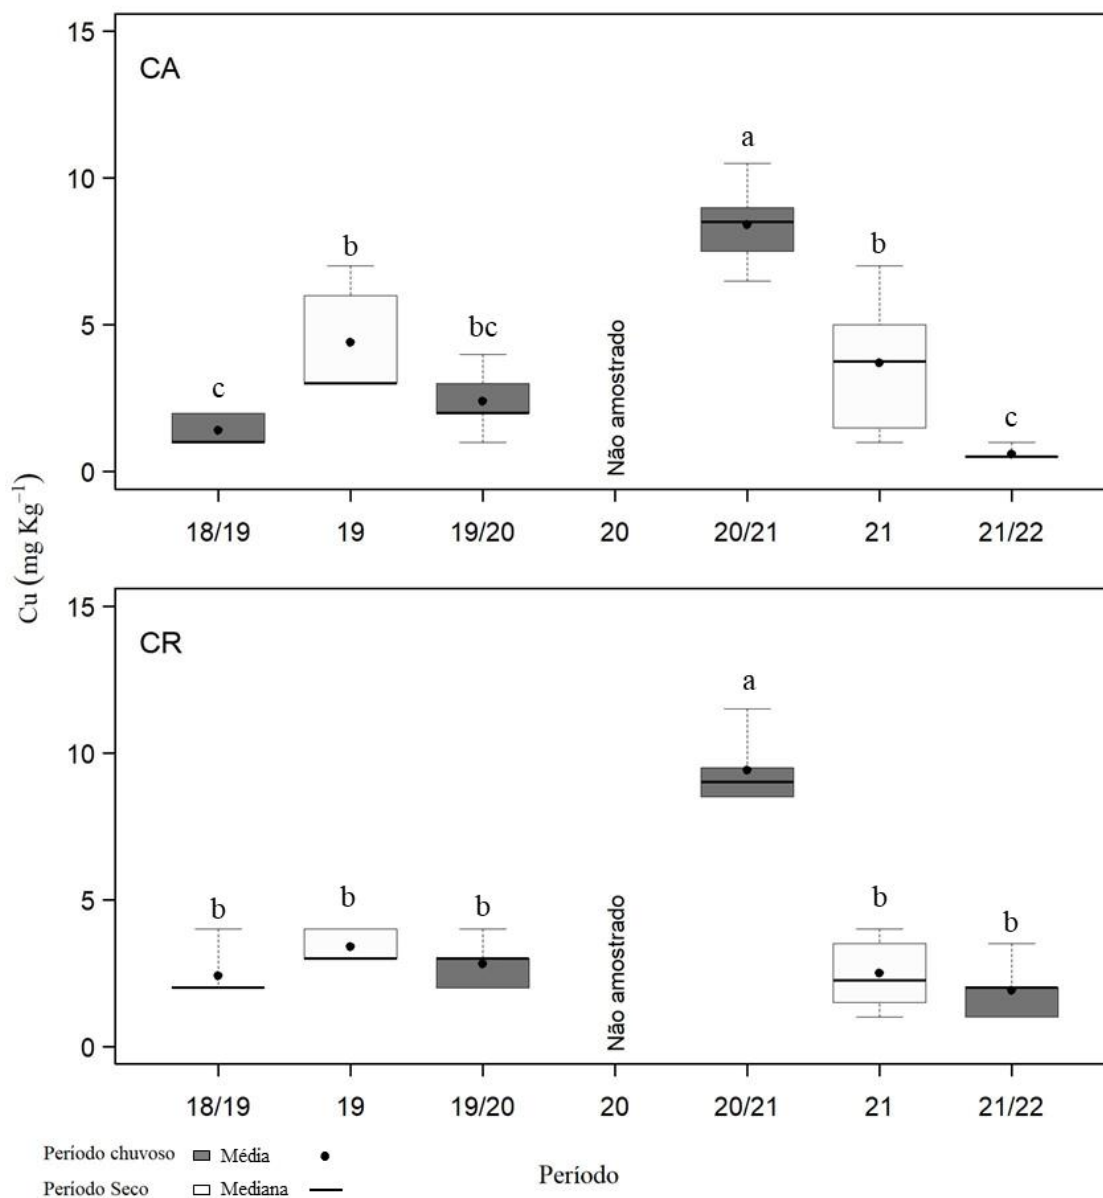 15
CA
a
10
b
b
bc
5
c
c
Não amostrado
0
18/19 19 19/20 20 20/21 21 21/22
Cu (mg Kg⁻¹)
15
CR
a
10
b b b b b
5
Não amostrado
0
18/19 19 19/20 20 20/21 21 21/22
Período chuvoso Média
Período Seco Mediana
Período